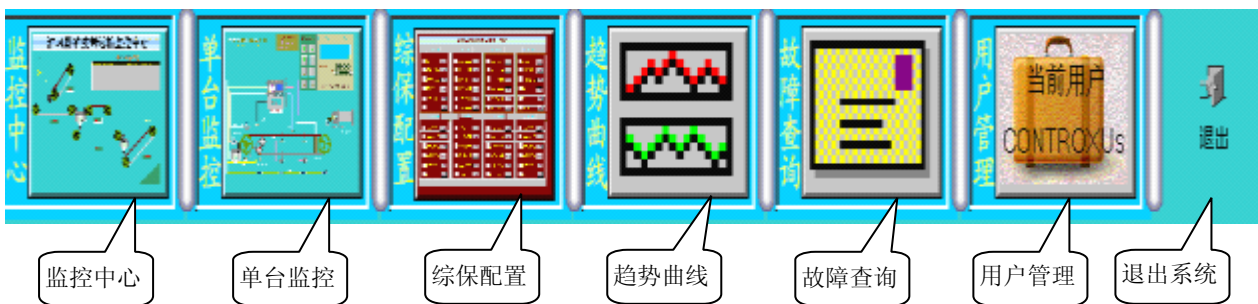 监控中心
单台监控
综保配置
趋势曲线
故障查询
用户管理
当前用户
CONTROXUs
退出
监控中心
单台监控
综保配置
趋势曲线
故障查询
用户管理
退出系统